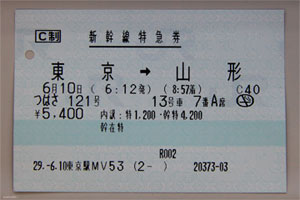 C制 新幹線特急券
東京 → 山形
6月10日 (6:12発) (8:57着) C40
つばさ 121号 13号車 7番A席
¥5,400 内訳:特1,200・幹特4,200
幹在特
R002
29.-6.10東京駅MV53 (2- ) 20373-03